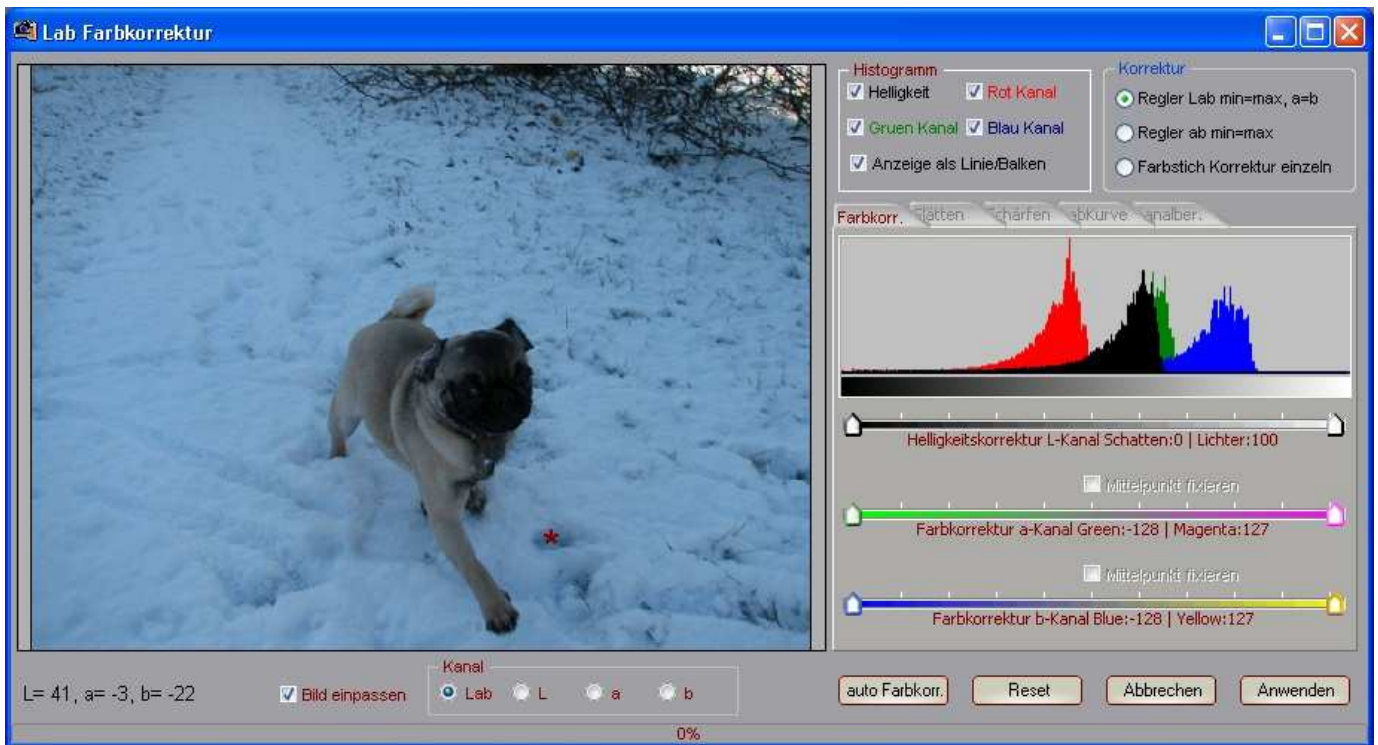 Lab Farbkorrektur
Histogramm
Helligkeit Rot Kanal
Gruen Kanal Blau Kanal
Anzeige als Linie/Balken
Korrektur
Regler Lab min=max, a=b
Regler ab min=max
Farbstich Korrektur einzeln
Farbkorr.
Helligkeitskorrektur L-Kanal Schatten:0 | Lichter:100
Mittelpunkt fixieren
Farbkorrektur a-Kanal Green:-128 | Magenta:127
Mittelpunkt fixieren
Farbkorrektur b-Kanal Blue:-128 | Yellow:127
L= 41, a= -3, b= -22
Bild einpassen
Kanal
Lab L a b
auto Farbkorr. Reset Abbrechen Anwenden
0%